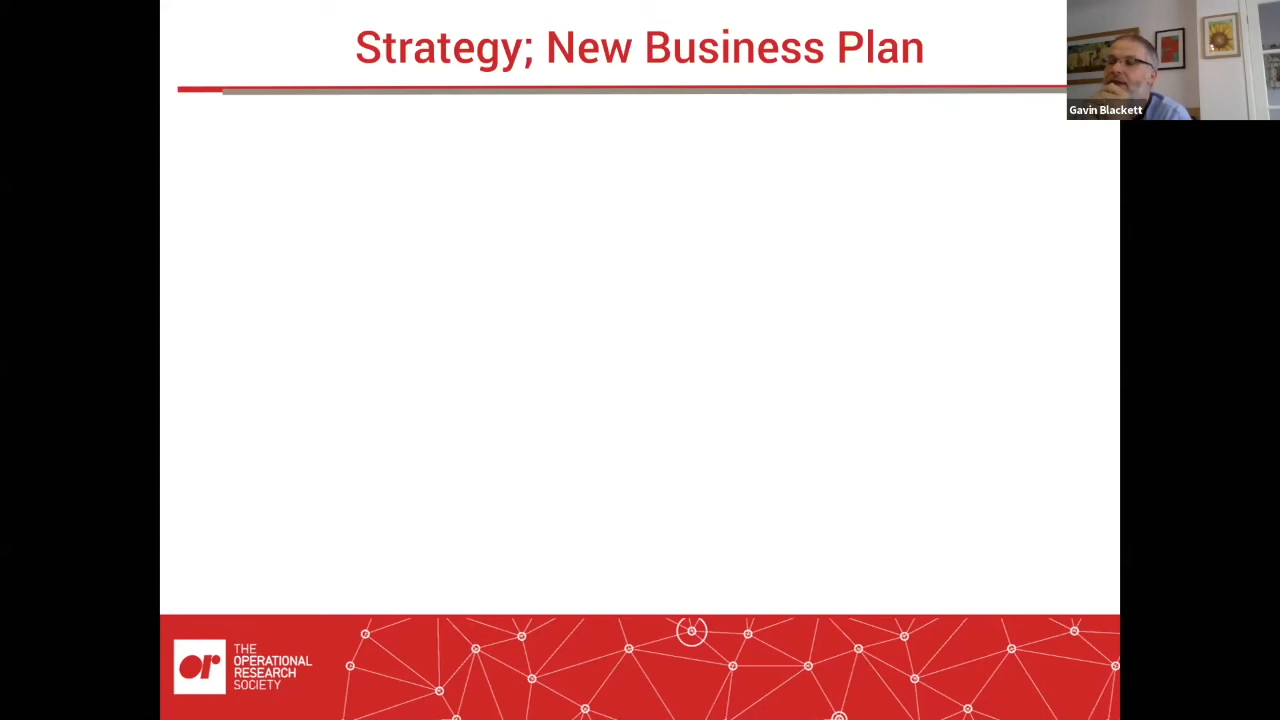 Strategy; New Business Plan
Gavin Blackett
or
THE
OPERATIONAL
RESEARCH
SOCIETY